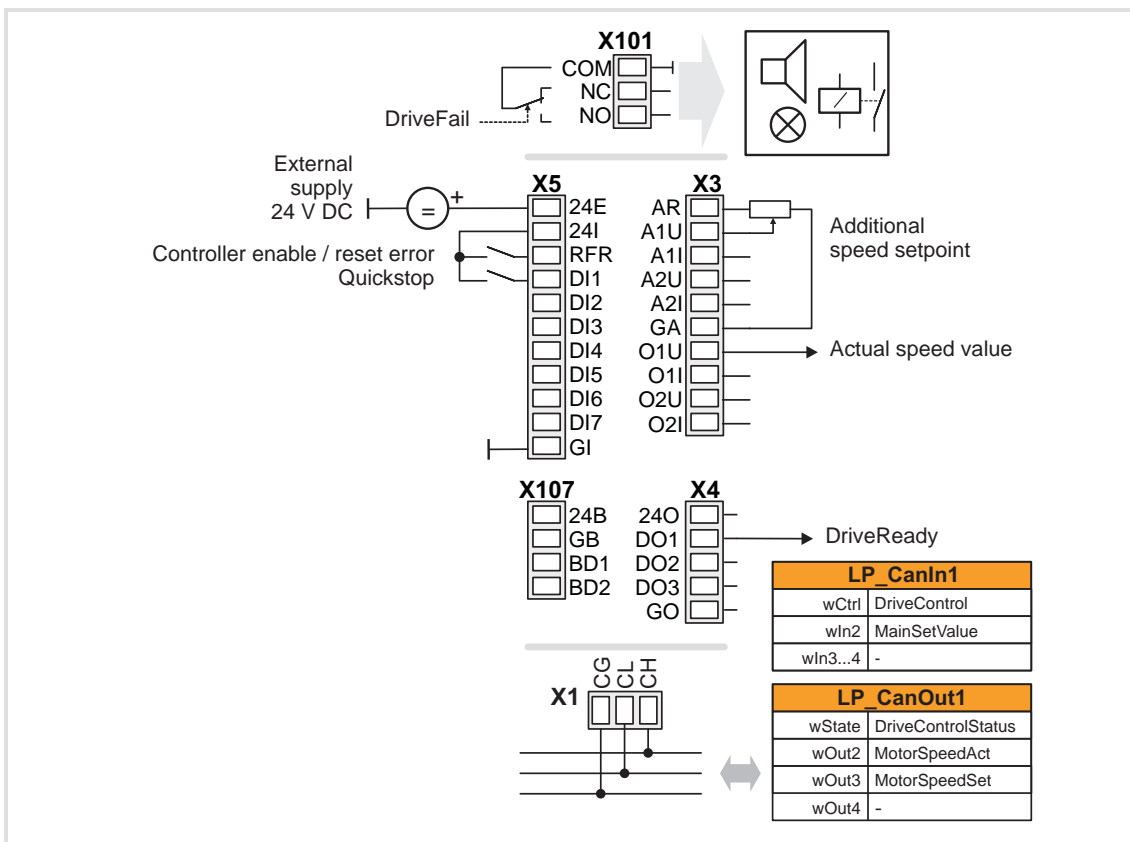 X101
COM
NC
NO
DriveFail
External
supply
24 V DC
=
+
Controller enable / reset error
Quickstop
X5
24E
24I
RFR
DI1
DI2
DI3
DI4
DI5
DI6
DI7
GI
X3
AR
A1U
A1I
A2U
A2I
GA
O1U
O1I
O2U
O2I
Additional
speed setpoint
Actual speed value
X107
24B
GB
BD1
BD2
X4
24O
DO1
DO2
DO3
GO
DriveReady
LP_CanIn1
wCtrl DriveControl
wIn2 MainSetValue
wIn3...4 -
X1
CG
CL
CH
LP_CanOut1
wState DriveControlStatus
wOut2 MotorSpeedAct
wOut3 MotorSpeedSet
wOut4 -